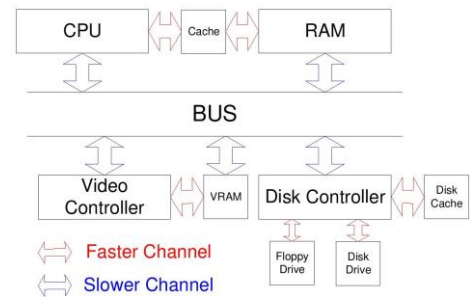 CPU
Cache
RAM
BUS
Video
Controller
VRAM
Disk Controller
Disk
Cache
Floppy
Drive
Disk
Drive
Faster Channel
Slower Channel